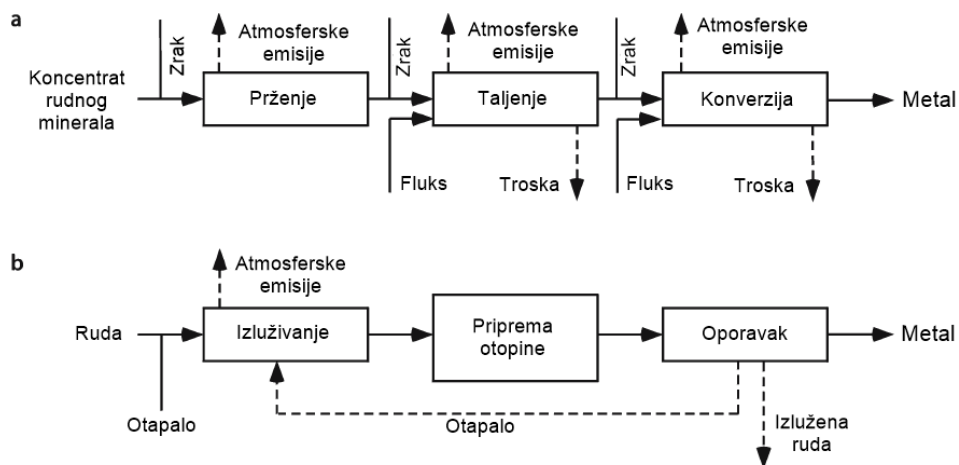 a
Zrak
Atmosferske
emisije
Zrak
Atmosferske
emisije
Zrak
Atmosferske
emisije
Koncentrat
rudnog
minerala
Prženje
Taljenje
Konverzija
Metal
Fluks
Troska
Fluks
Troska
b
Atmosferske
emisije
Ruda
Izluživanje
Priprema
otopine
Oporavak
Metal
Otapalo
Otapalo
Izlužena
ruda